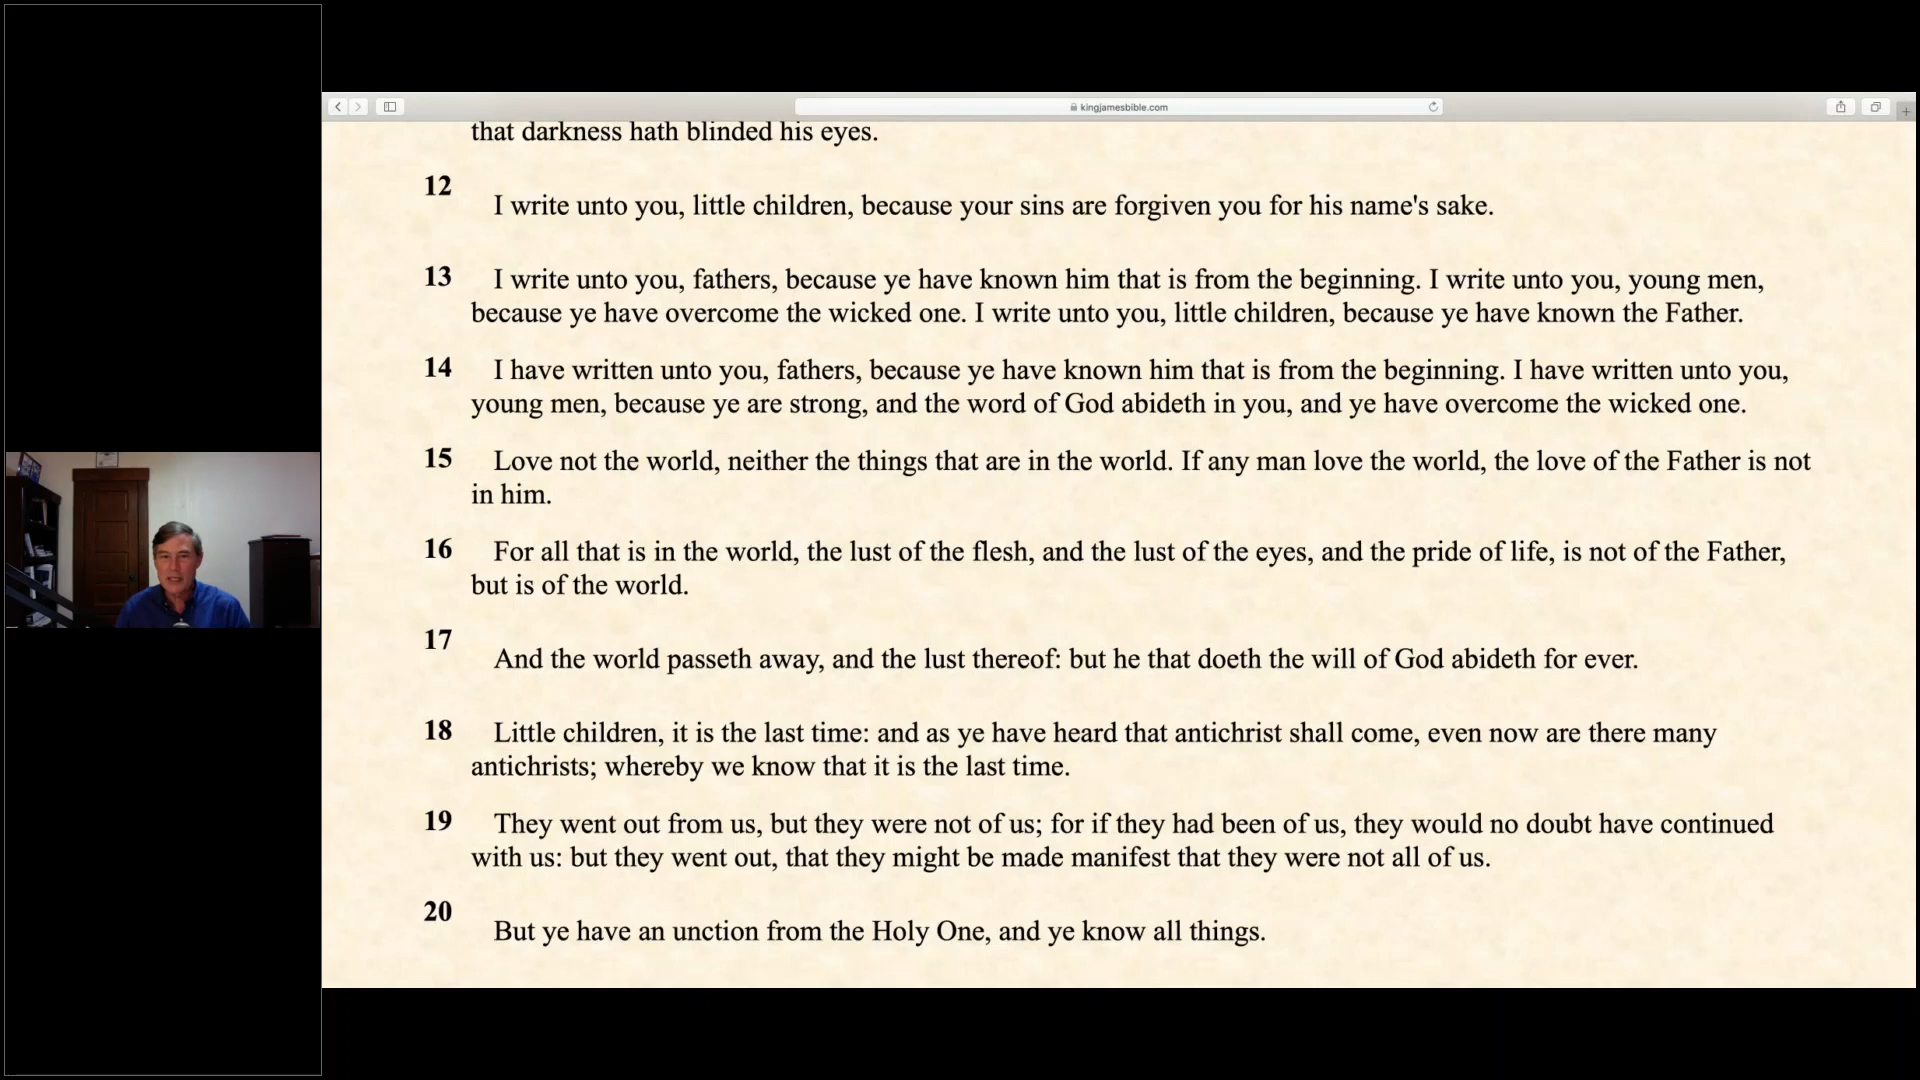 kingjamesbible.com
that darkness hath blinded his eyes.
12
I write unto you, little children, because your sins are forgiven you for his name's sake.
13 I write unto you, fathers, because ye have known him that is from the beginning. I write unto you, young men,
because ye have overcome the wicked one. I write unto you, little children, because ye have known the Father.
14 I have written unto you, fathers, because ye have known him that is from the beginning. I have written unto you,
young men, because ye are strong, and the word of God abideth in you, and ye have overcome the wicked one.
15 Love not the world, neither the things that are in the world. If any man love the world, the love of the Father is not
in him.
16 For all that is in the world, the lust of the flesh, and the lust of the eyes, and the pride of life, is not of the Father,
but is of the world.
17
And the world passeth away, and the lust thereof: but he that doeth the will of God abideth for ever.
18 Little children, it is the last time: and as ye have heard that antichrist shall come, even now are there many
antichrists; whereby we know that it is the last time.
19 They went out from us, but they were not of us; for if they had been of us, they would no doubt have continued
with us: but they went out, that they might be made manifest that they were not all of us.
20
But ye have an unction from the Holy One, and ye know all things.